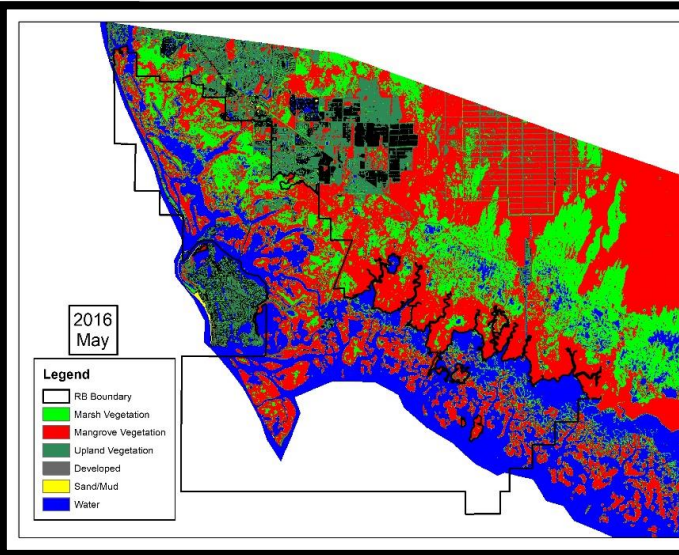 2016
May
Legend
RB Boundary
Marsh Vegetation
Mangrove Vegetation
Upland Vegetation
Developed
Sand/Mud
Water